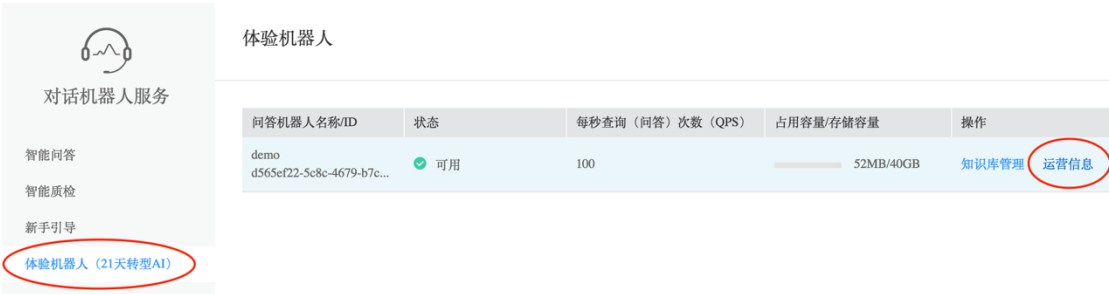 对话机器人服务
智能问答
智能质检
新手引导
体验机器人（21天转型AI）
体验机器人
问答机器人名称/ID 状态 每秒查询（问答）次数（QPS） 占用容量/存储容量 操作
demo
d565ef22-5c8c-4679-b7c... 可用 100 52MB/40GB 知识库管理 运营信息